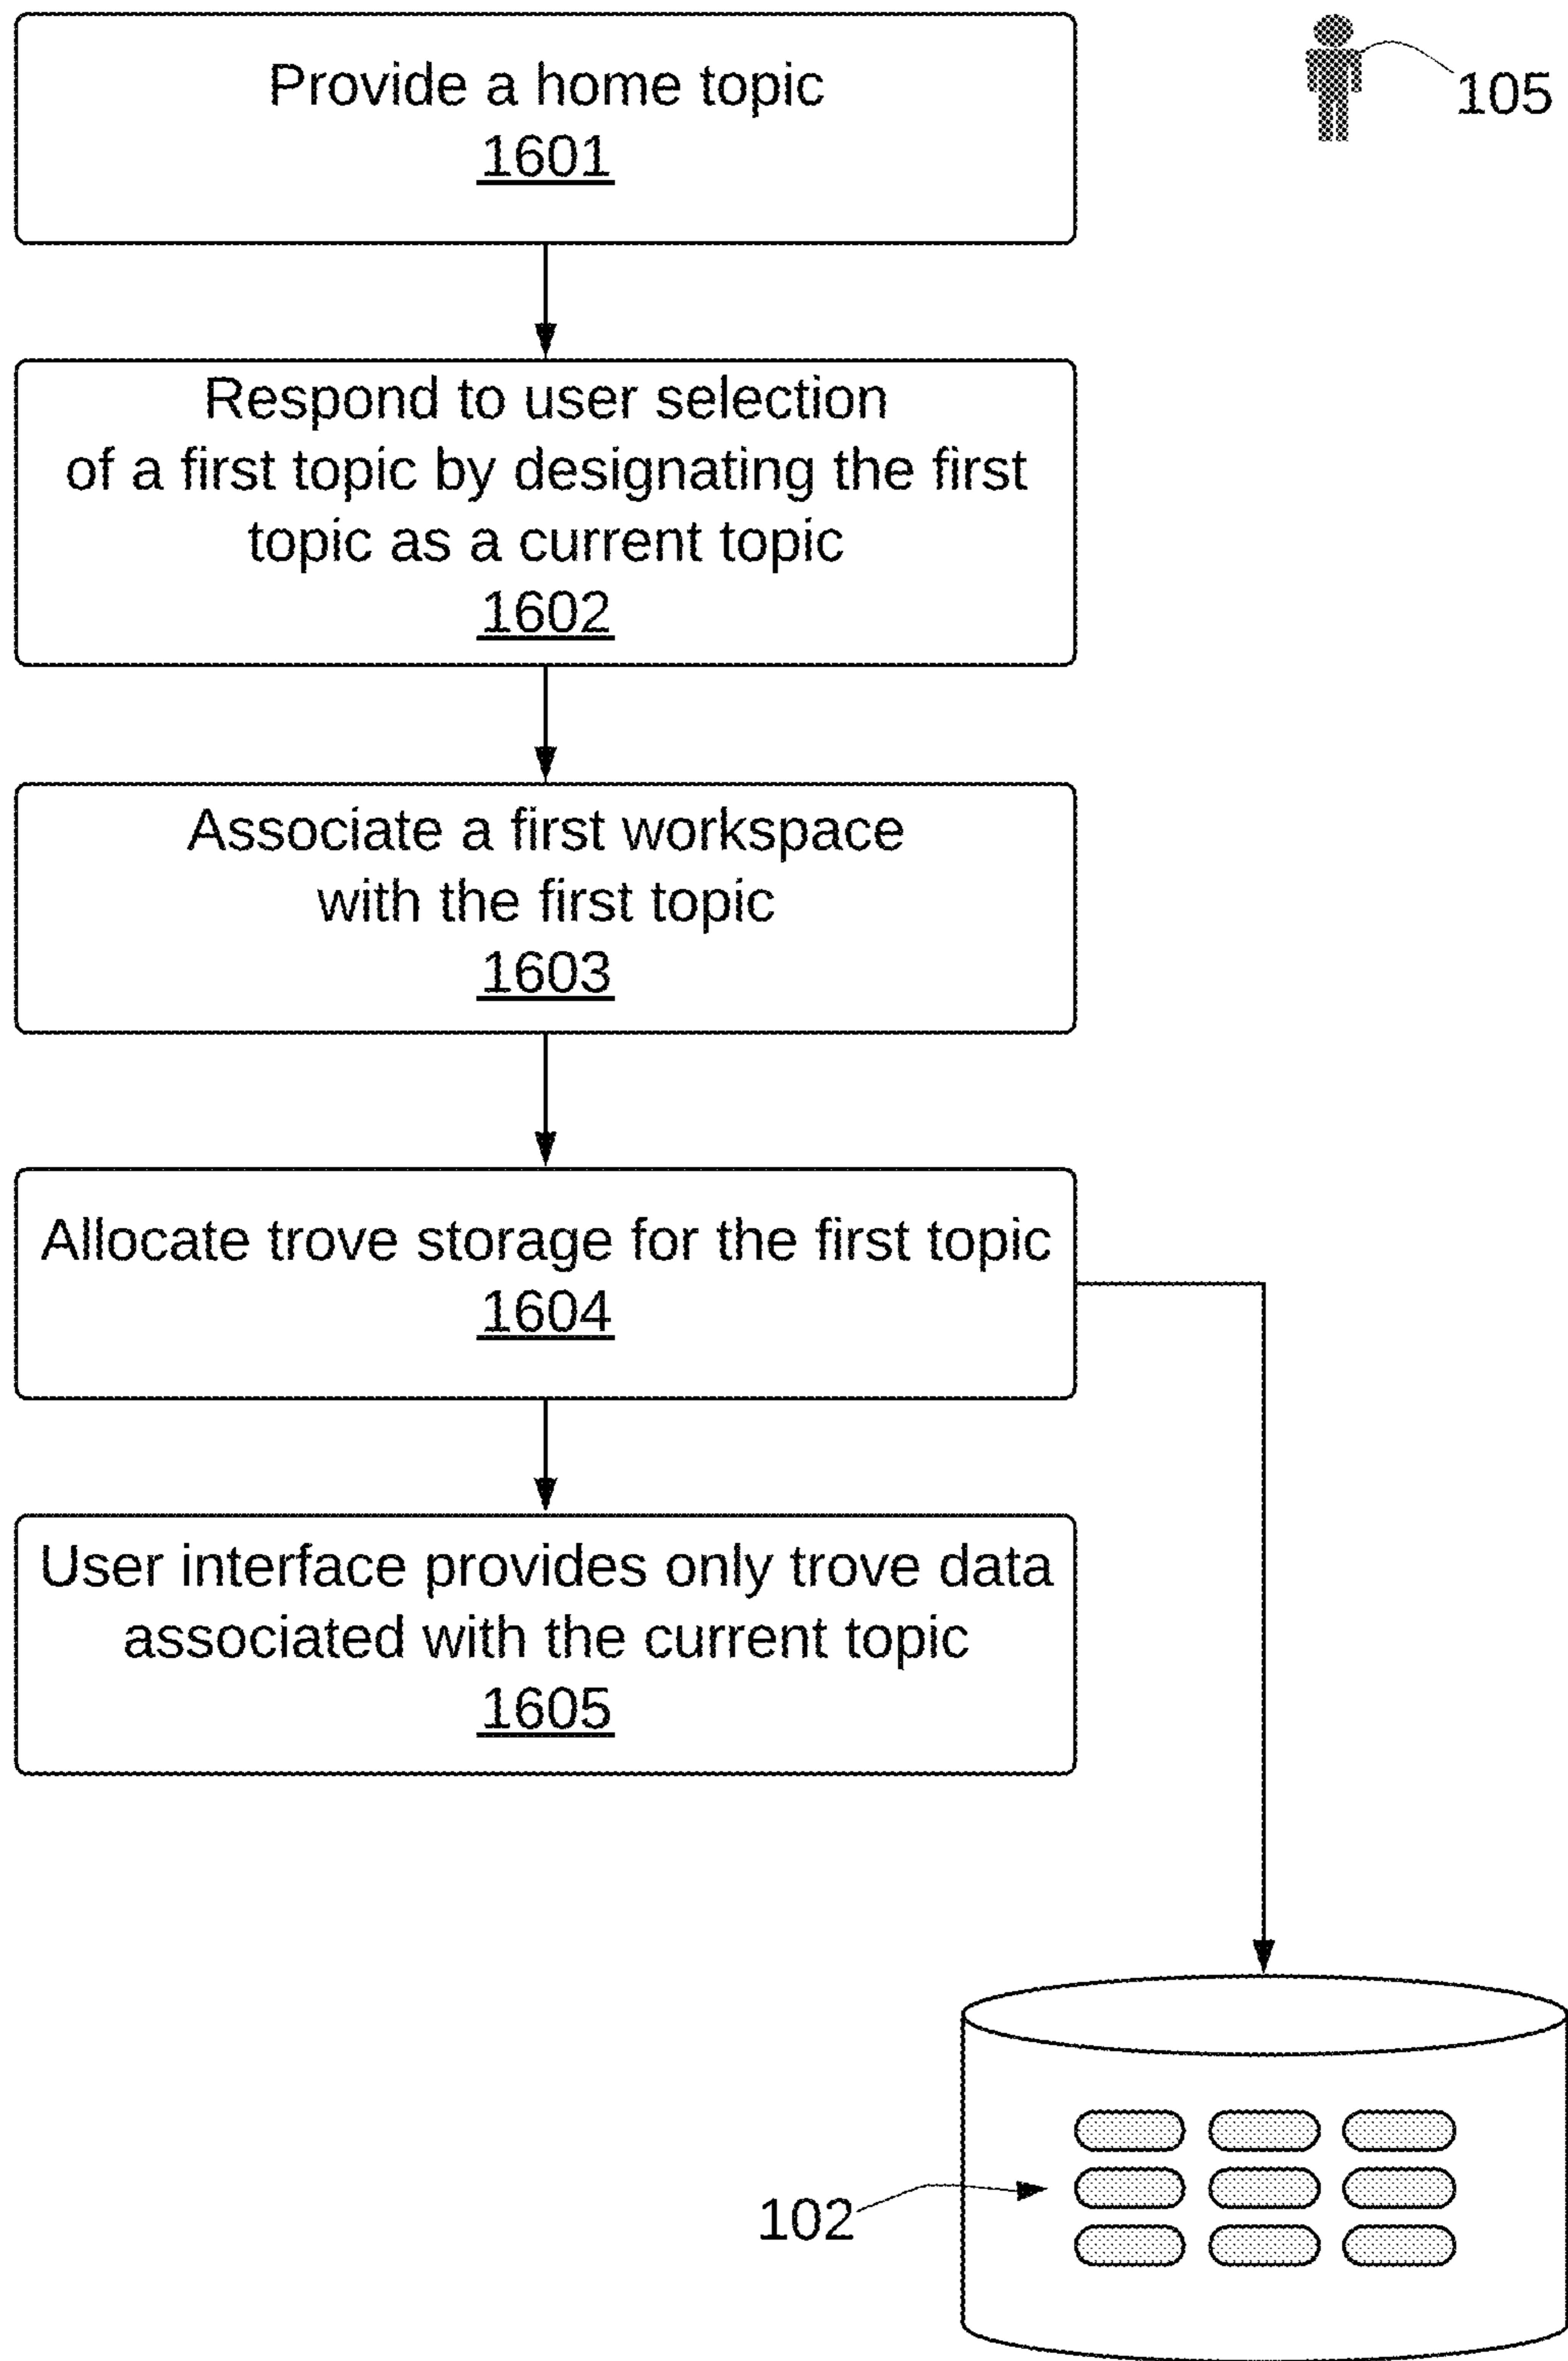 Provide a home topic
1601
105
Respond to user selection
of a first topic by designating the first
topic as a current topic
1602
Associate a first workspace
with the first topic
1603
Allocate trove storage for the first topic
1604
User interface provides only trove data
associated with the current topic
1605
102